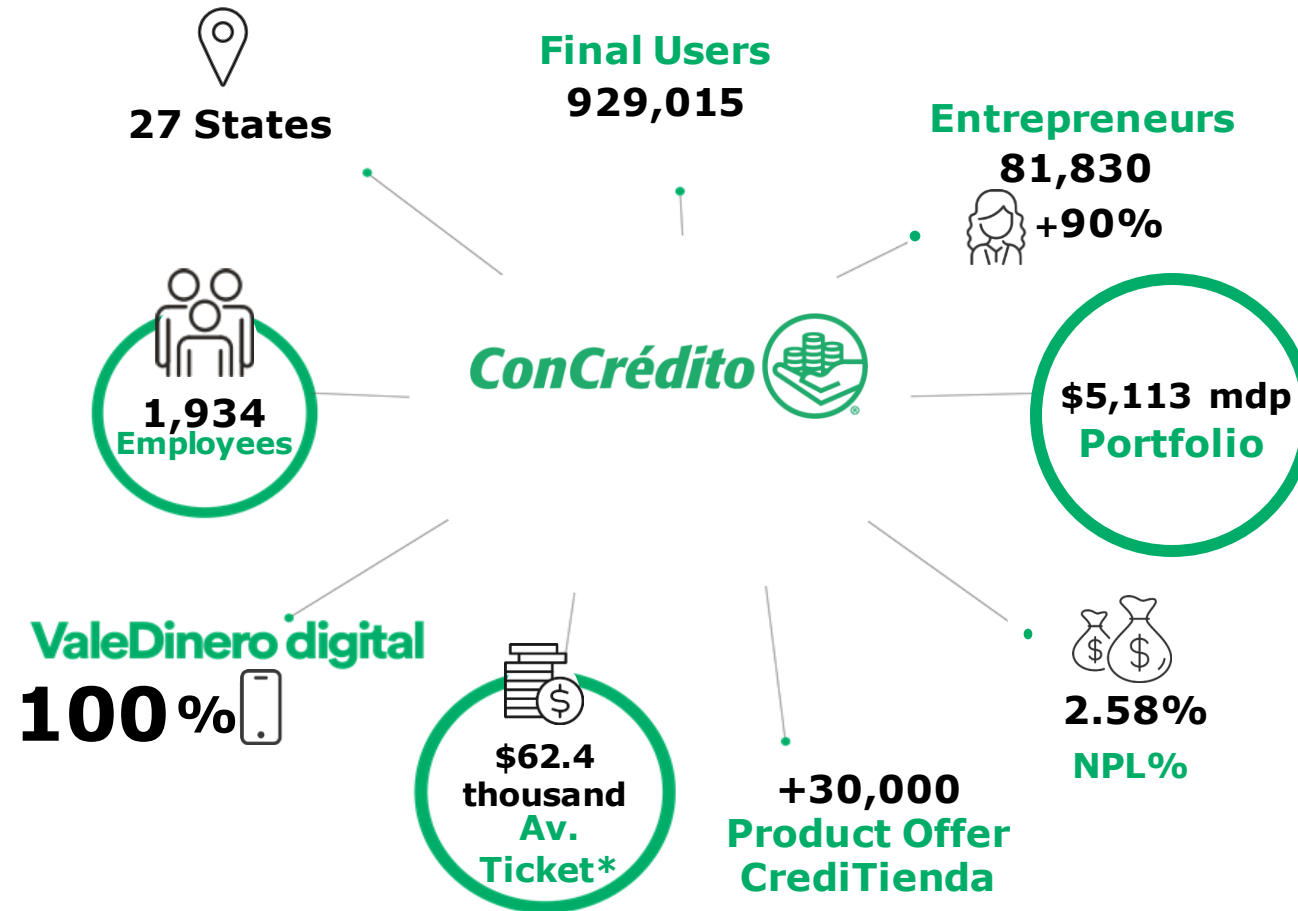 27 States
Final Users
929,015
Entrepreneurs
81,830
+90%
ConCrédito
®
1,934
Employees
$5,113 mdp
Portfolio
ValeDinero digital
100%
$62.4
thousand
Av.
Ticket*
+30,000
Product Offer
CrediTienda
2.58%
NPL%